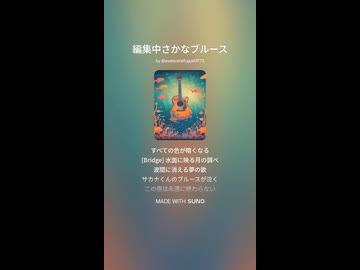 編集中さかなブルース
すべての色が暗くなる
[Bridge] 水面に映る月の調べ
波間に消える夢の歌
サカナくんのブルースが泣く
この夜は永遠に終わらない
MADE WITH SUNO